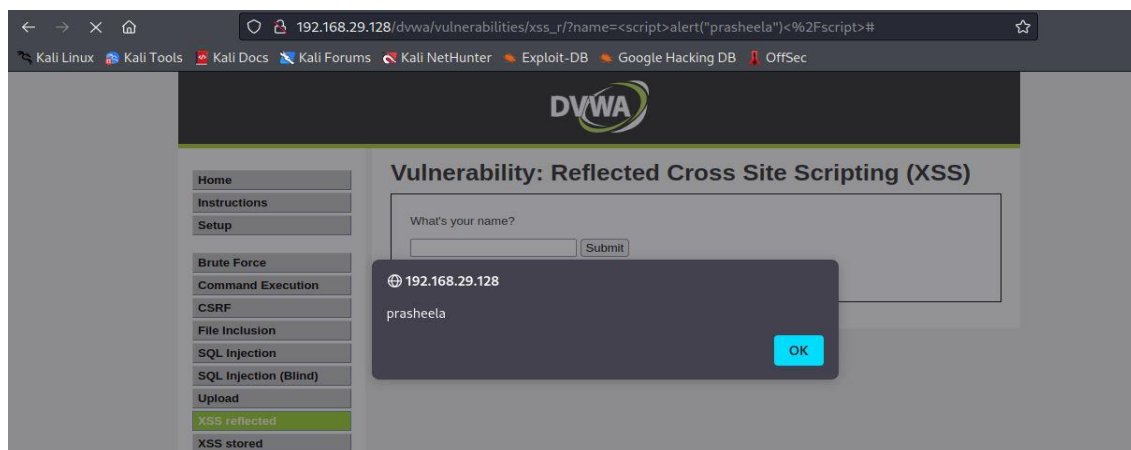 192.168.29.128/dvwa/vulnerabilities/xss_r/?name=<script>alert("prasheela")<%2Fscript>#
Kali Linux Kali Tools Kali Docs Kali Forums Kali NetHunter Exploit-DB Google Hacking DB OffSec
DVWA
Vulnerability: Reflected Cross Site Scripting (XSS)
Home
Instructions
Setup
Brute Force
Command Execution
CSRF
File Inclusion
SQL Injection
SQL Injection (Blind)
Upload
XSS reflected
XSS stored
What's your name?
Submit
192.168.29.128
prasheela
OK